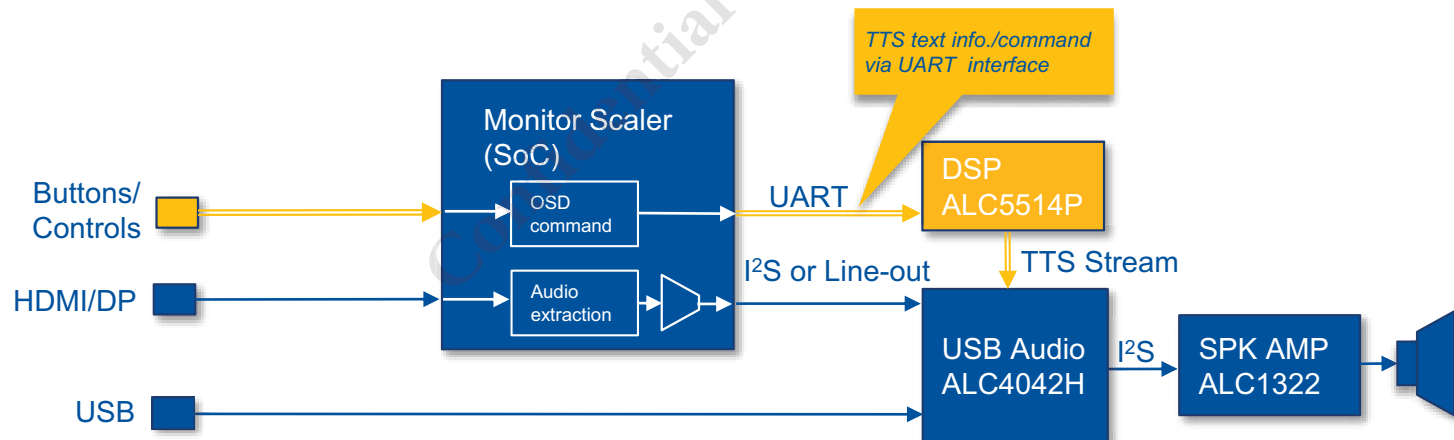 TTS text info./command
via UART interface
Monitor Scaler
(SoC)
DSP
ALC5514P
Buttons/
Controls
OSD
command
UART
TTS Stream
I²S or Line-out
HDMI/DP
Audio
extraction
USB Audio
ALC4042H
I²S
SPK AMP
ALC1322
USB
Confidential